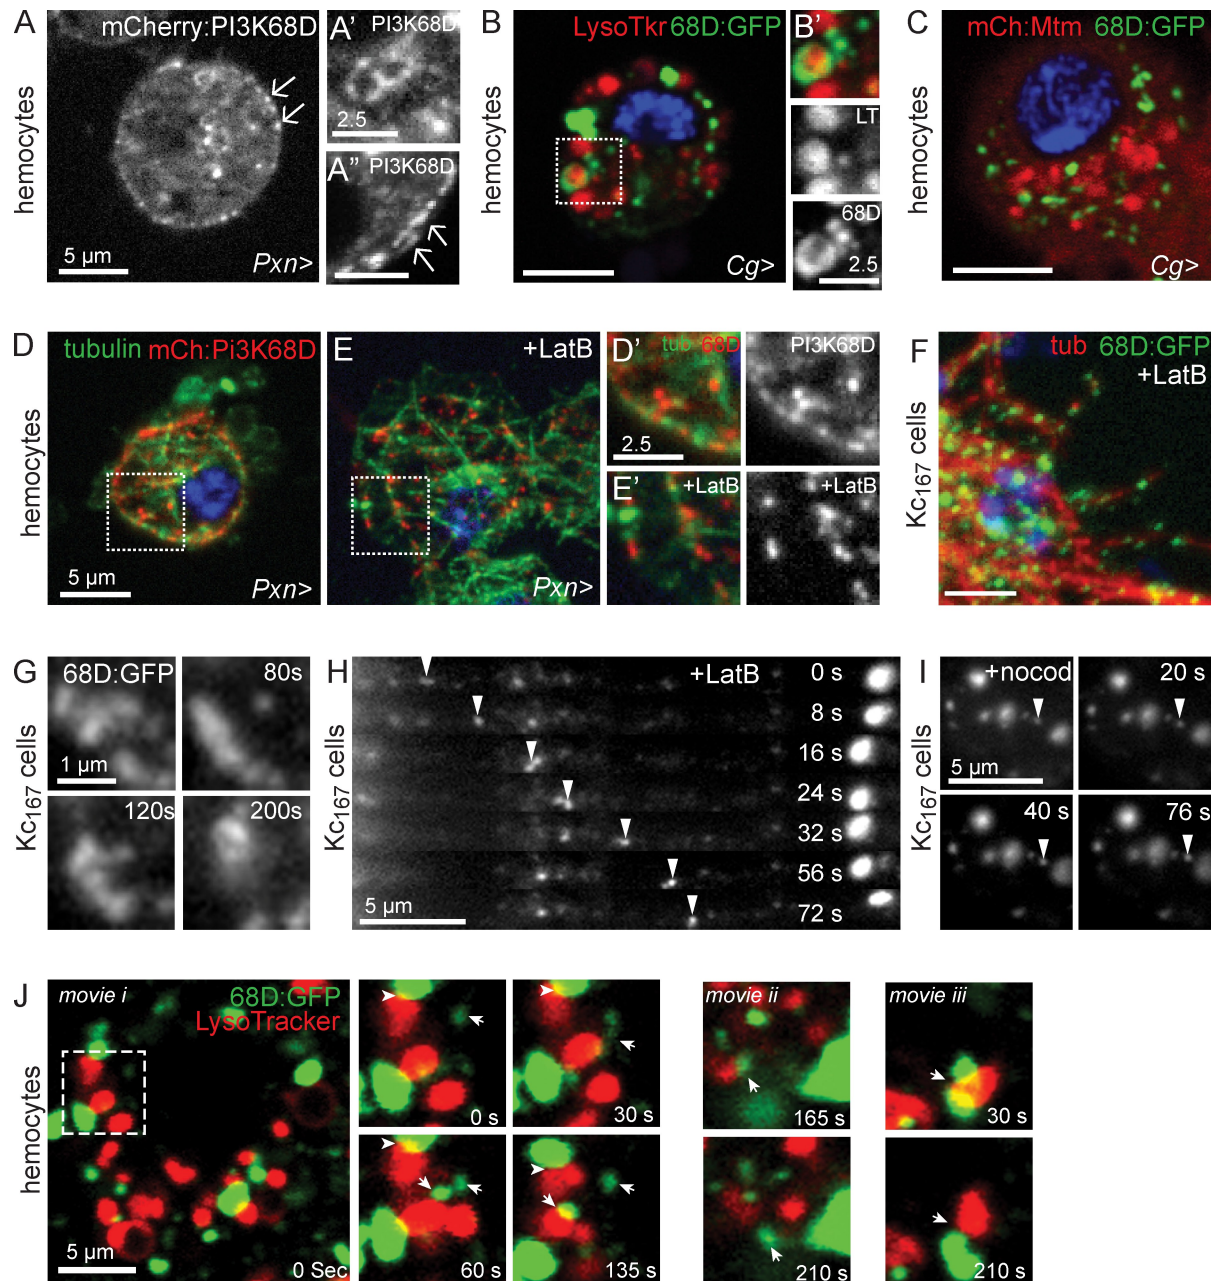 A
mCherry:PI3K68D
hemocytes
5 µm
Pxn>
A’
PI3K68D
2.5
A”
PI3K68D
B
LysoTkr 68D:GFP
hemocytes
Cg>
B’
LT
68D
2.5
C
mCh:Mtm 68D:GFP
hemocytes
Cg>
D
tubulin mCh:Pi3K68D
hemocytes
5 µm
Pxn>
E
+LatB
Pxn>
D’
tub 68D
2.5
PI3K68D
E’
+LatB
+LatB
F
tub 68D:GFP
+LatB
Kc167 cells
G
68D:GFP
80s
1 µm
120s
200s
Kc167 cells
H
+LatB
0 s
8 s
16 s
24 s
32 s
56 s
72 s
5 µm
Kc167 cells
I
+nocod
20 s
5 µm
40 s
76 s
Kc167 cells
J
movie i
68D:GFP
LysoTracker
hemocytes
5 µm
0 Sec
0 s
30 s
60 s
135 s
movie ii
165 s
210 s
movie iii
30 s
210 s